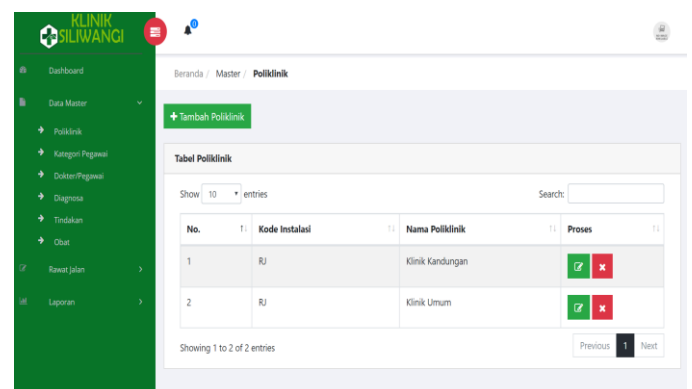 KLINIK
SILIWANGI
0
Dashboard
Data Master
Poliklinik
Kategori Pegawai
Dokter/Pegawai
Diagnosa
Tindakan
Obat
Rawat Jalan
Laporan
Beranda / Master / Poliklinik
+ Tambah Poliklinik
Tabel Poliklinik
Show 10 entries Search:
No. Kode Instalasi Nama Poliklinik Proses
1 RJ Klinik Kandungan
2 RJ Klinik Umum
Showing 1 to 2 of 2 entries Previous 1 Next